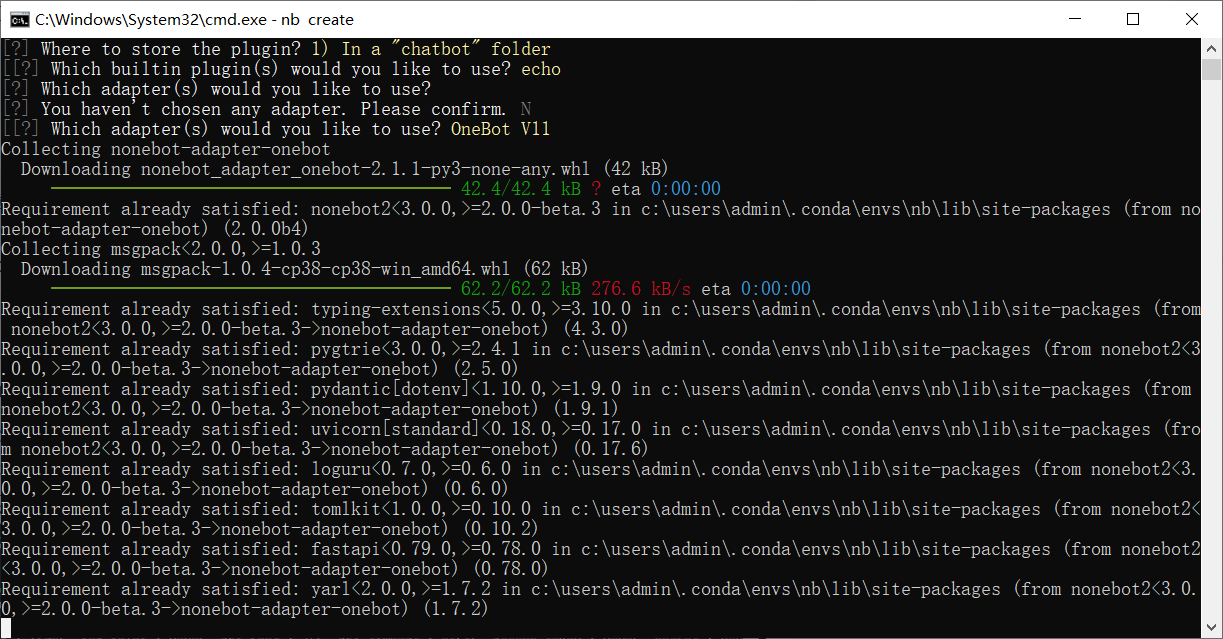 C:\Windows\System32\cmd.exe - nb  create
[?] Where to store the plugin? 1) In a "chatbot" folder
[[?] Which builtin plugin(s) would you like to use? echo
[?] Which adapter(s) would you like to use?
[?] You haven't chosen any adapter. Please confirm. N
[[?] Which adapter(s) would you like to use? OneBot V11
Collecting nonebot-adapter-onebot
  Downloading nonebot_adapter_onebot-2.1.1-py3-none-any.whl (42 kB)
42.4/42.4 kB ? eta 0:00:00
Requirement already satisfied: nonebot2<3.0.0,>=2.0.0-beta.3 in c:\users\admin\.conda\envs\nb\lib\site-packages (from no
nebot-adapter-onebot) (2.0.0b4)
Collecting msgpack<2.0.0,>=1.0.3
  Downloading msgpack-1.0.4-cp38-cp38-win_amd64.whl (62 kB)
62.2/62.2 kB 276.6 kB/s eta 0:00:00
Requirement already satisfied: typing-extensions<5.0.0,>=3.10.0 in c:\users\admin\.conda\envs\nb\lib\site-packages (from
 nonebot2<3.0.0,>=2.0.0-beta.3->nonebot-adapter-onebot) (4.3.0)
Requirement already satisfied: pygtrie<3.0.0,>=2.4.1 in c:\users\admin\.conda\envs\nb\lib\site-packages (from nonebot2<3
.0.0,>=2.0.0-beta.3->nonebot-adapter-onebot) (2.5.0)
Requirement already satisfied: pydantic[dotenv]<1.10.0,>=1.9.0 in c:\users\admin\.conda\envs\nb\lib\site-packages (from
nonebot2<3.0.0,>=2.0.0-beta.3->nonebot-adapter-onebot) (1.9.1)
Requirement already satisfied: uvicorn[standard]<0.18.0,>=0.17.0 in c:\users\admin\.conda\envs\nb\lib\site-packages (fro
m nonebot2<3.0.0,>=2.0.0-beta.3->nonebot-adapter-onebot) (0.17.6)
Requirement already satisfied: loguru<0.7.0,>=0.6.0 in c:\users\admin\.conda\envs\nb\lib\site-packages (from nonebot2<3.
0.0,>=2.0.0-beta.3->nonebot-adapter-onebot) (0.6.0)
Requirement already satisfied: tomlkit<1.0.0,>=0.10.0 in c:\users\admin\.conda\envs\nb\lib\site-packages (from nonebot2<
3.0.0,>=2.0.0-beta.3->nonebot-adapter-onebot) (0.10.2)
Requirement already satisfied: fastapi<0.79.0,>=0.78.0 in c:\users\admin\.conda\envs\nb\lib\site-packages (from nonebot2
<3.0.0,>=2.0.0-beta.3->nonebot-adapter-onebot) (0.78.0)
Requirement already satisfied: yarl<2.0.0,>=1.7.2 in c:\users\admin\.conda\envs\nb\lib\site-packages (from nonebot2<3.0.
0,>=2.0.0-beta.3->nonebot-adapter-onebot) (1.7.2)